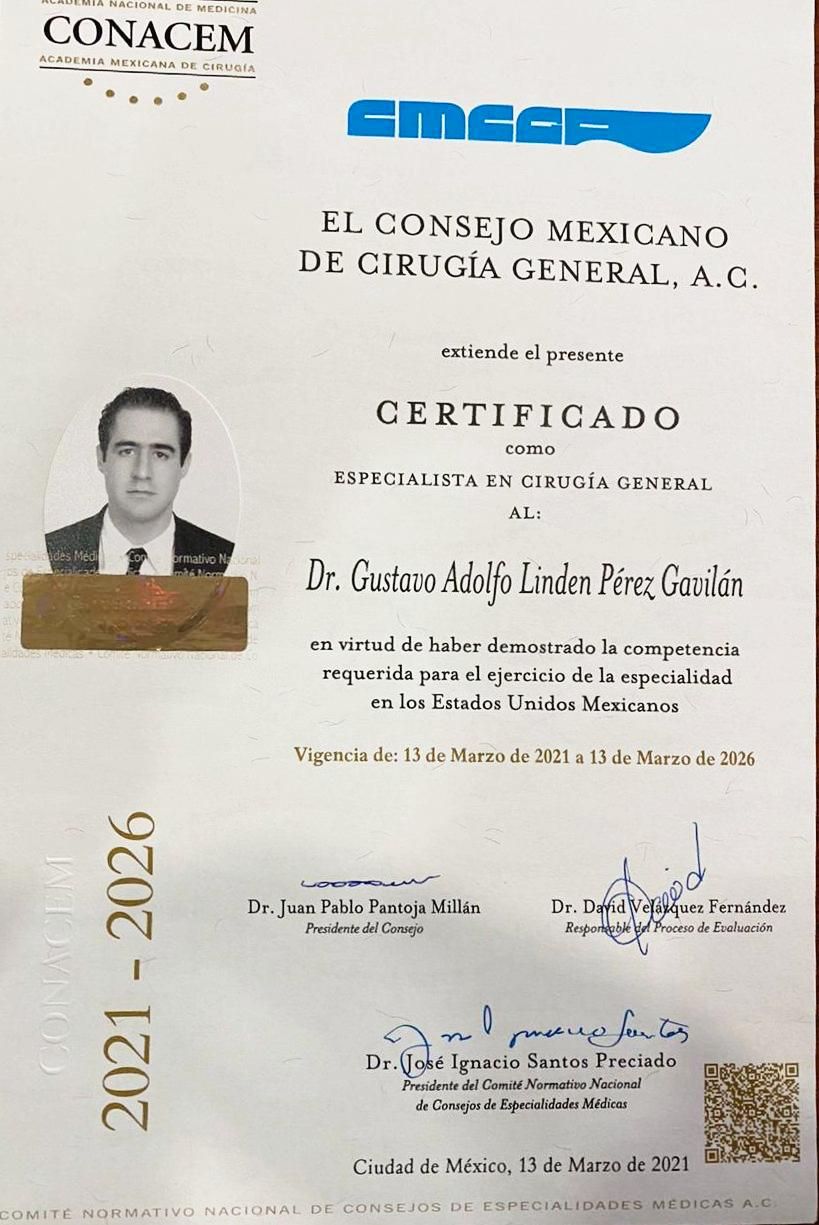 ACADEMIA NACIONAL DE MEDICINA
CONACEM
ACADEMIA MEXICANA DE CIRUGÍA
cmcg
EL CONSEJO MEXICANO
DE CIRUGÍA GENERAL, A.C.
extiende el presente
CERTIFICADO
como
ESPECIALISTA EN CIRUGÍA GENERAL
AL:
Dr. Gustavo Adolfo Linden Pérez Gavilán
en virtud de haber demostrado la competencia
requerida para el ejercicio de la especialidad
en los Estados Unidos Mexicanos
Vigencia de: 13 de Marzo de 2021 a 13 de Marzo de 2026
CONACEM
2021 - 2026
Dr. Juan Pablo Pantoja Millán
Presidente del Consejo
Dr. David Velázquez Fernández
Responsable del Proceso de Evaluación
Dr. José Ignacio Santos Preciado
Presidente del Comité Normativo Nacional
de Consejos de Especialidades Médicas
Ciudad de México, 13 de Marzo de 2021
COMITÉ NORMATIVO NACIONAL DE CONSEJOS DE ESPECIALIDADES MÉDICAS A.C.